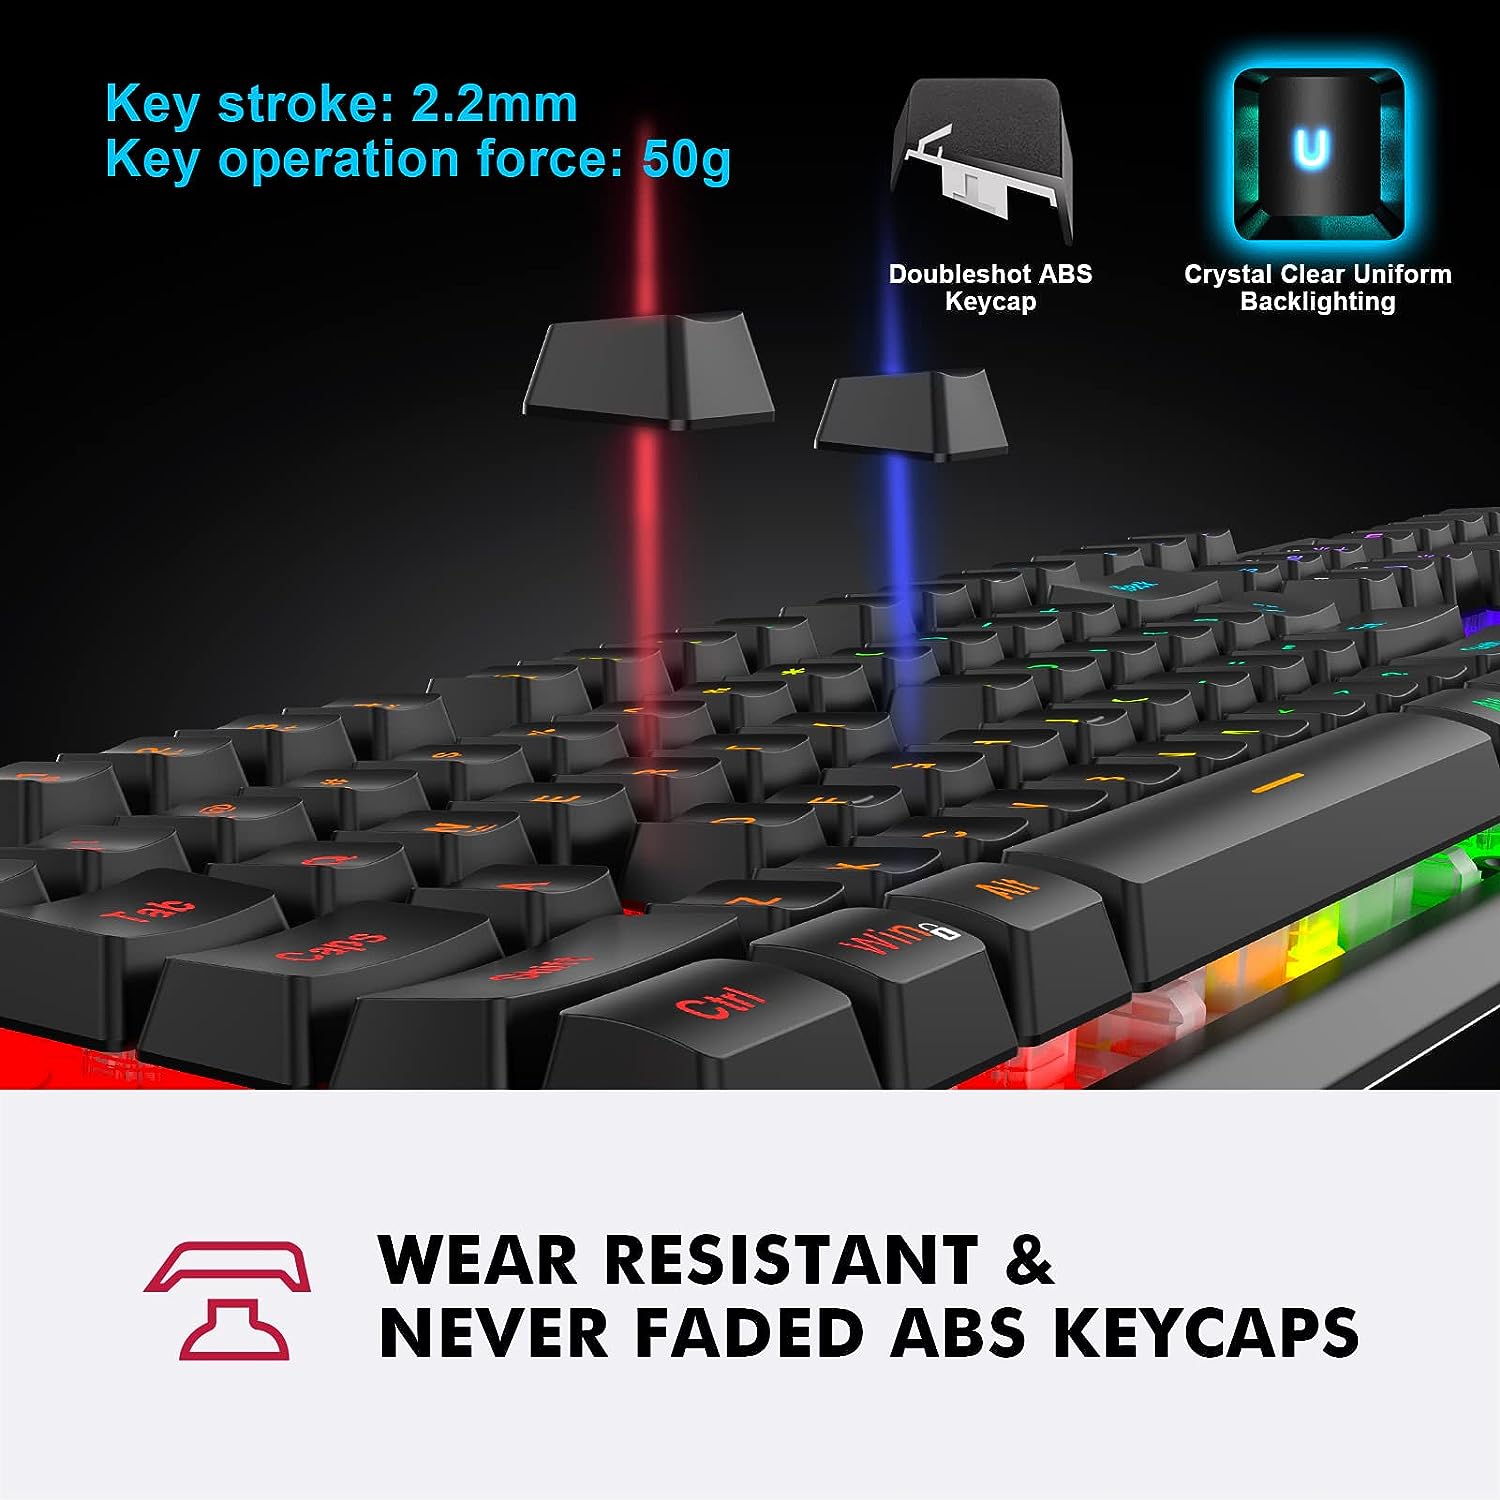 Key stroke: 2.2mm
Key operation force: 50g
Doubleshot ABS
Keycap
U
Crystal Clear Uniform
Backlighting
Tab
Caps
Shift
Ctrl
Win
Alt
Z
X
C
A
Q
WEAR RESISTANT &
NEVER FADED ABS KEYCAPS